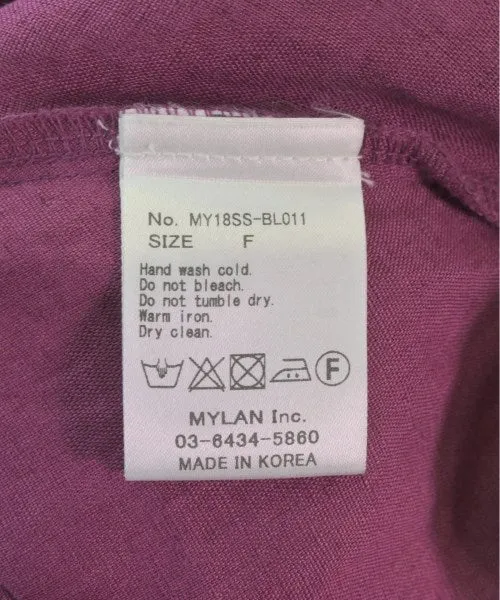 No. MY18SS-BL011
SIZE F
Hand wash cold.
Do not bleach.
Do not tumble dry.
Warm iron.
Dry clean.
F
MYLAN Inc.
03-6434-5860
MADE IN KOREA